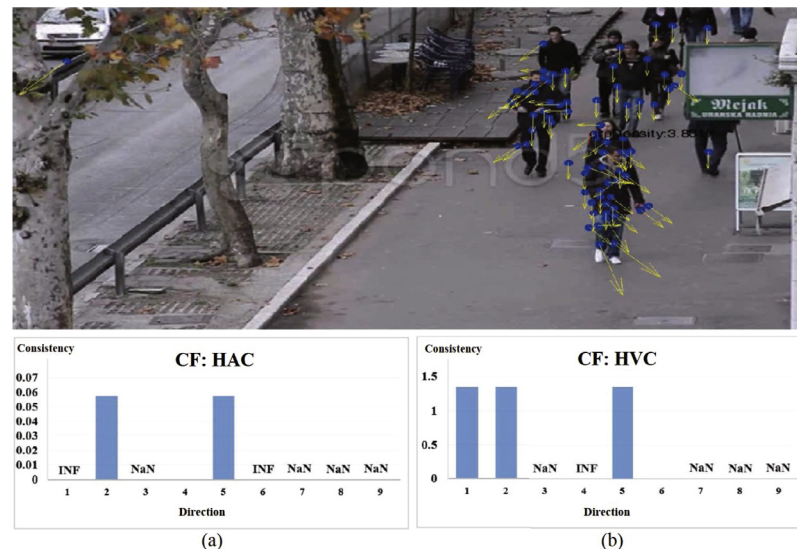 Mejak
URARSKA RADNJA
Consistency
CF: HAC
0.07
0.06
0.05
0.04
0.03
0.02
0.01
0
INF NaN INF NaN NaN NaN
1 2 3 4 5 6 7 8 9
Direction
(a)
Consistency
CF: HVC
1.5
1
0.5
0
NaN INF NaN NaN NaN
1 2 3 4 5 6 7 8 9
Direction
(b)